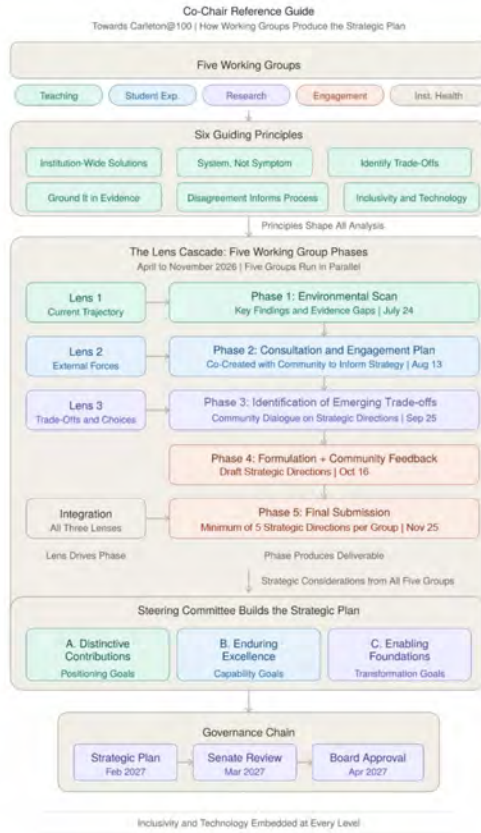 Co-Chair Reference Guide
Towards Carleton@100 | How Working Groups Produce the Strategic Plan
Five Working Groups
Teaching
Student Exp.
Research
Engagement
Inst. Health
Six Guiding Principles
Institution-Wide Solutions
System, Not Symptom
Identify Trade-Offs
Ground It in Evidence
Disagreement Informs Process
Inclusivity and Technology
Principles Shape All Analysis
The Lens Cascade: Five Working Group Phases
April to November 2026 | Five Groups Run in Parallel
Lens 1
Current Trajectory
Phase 1: Environmental Scan
Key Findings and Evidence Gaps | July 24
Lens 2
External Forces
Phase 2: Consultation and Engagement Plan
Co-Created with Community to Inform Strategy | Aug 13
Lens 3
Trade-Offs and Choices
Phase 3: Identification of Emerging Trade-offs
Community Dialogue on Strategic Directions | Sep 25
Phase 4: Formulation + Community Feedback
Draft Strategic Directions | Oct 16
Integration
All Three Lenses
Phase 5: Final Submission
Minimum of 5 Strategic Directions per Group | Nov 25
Lens Drives Phase
Phase Produces Deliverable
Strategic Considerations from All Five Groups
Steering Committee Builds the Strategic Plan
A. Distinctive
Contributions
Positioning Goals
B. Enduring
Excellence
Capability Goals
C. Enabling
Foundations
Transformation Goals
Governance Chain
Strategic Plan
Feb 2027
Senate Review
Mar 2027
Board Approval
Apr 2027
Inclusivity and Technology Embedded at Every Level